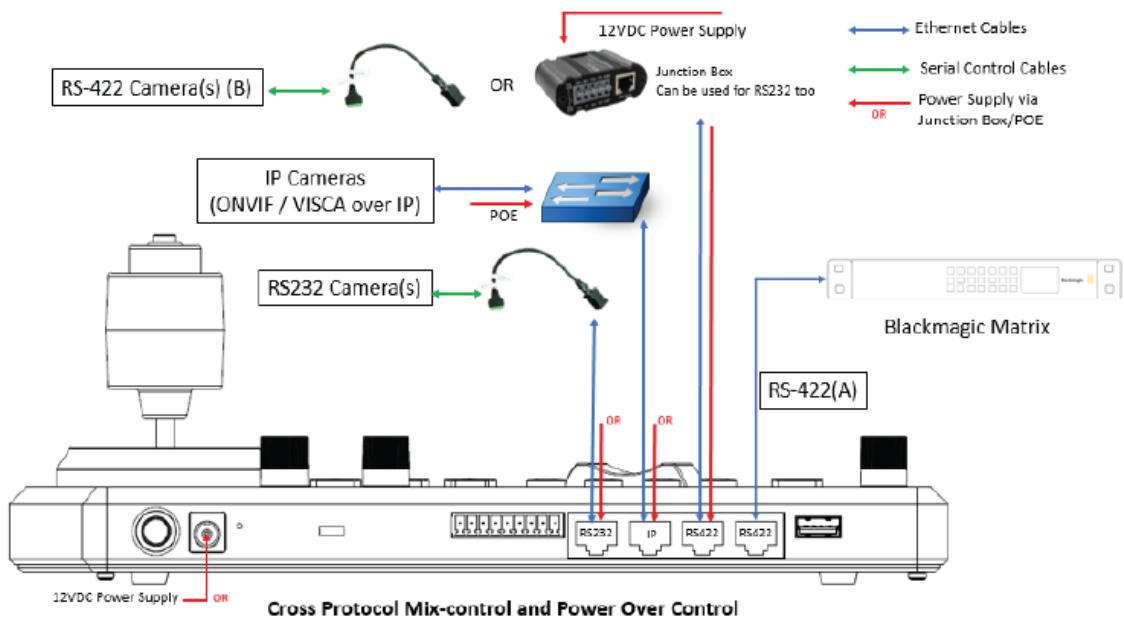 12VDC Power Supply
Ethernet Cables
RS-422 Camera(s) (B)
OR
Junction Box
Can be used for RS232 too
Serial Control Cables
Power Supply via
Junction Box/POE
OR
IP Cameras
(ONVIF / VISCA over IP)
POE
RS232 Camera(s)
Blackmagic
Blackmagic Matrix
RS-422(A)
OR
OR
RS232
IP
RS422
RS422
12VDC Power Supply
OR
Cross Protocol Mix-control and Power Over Control